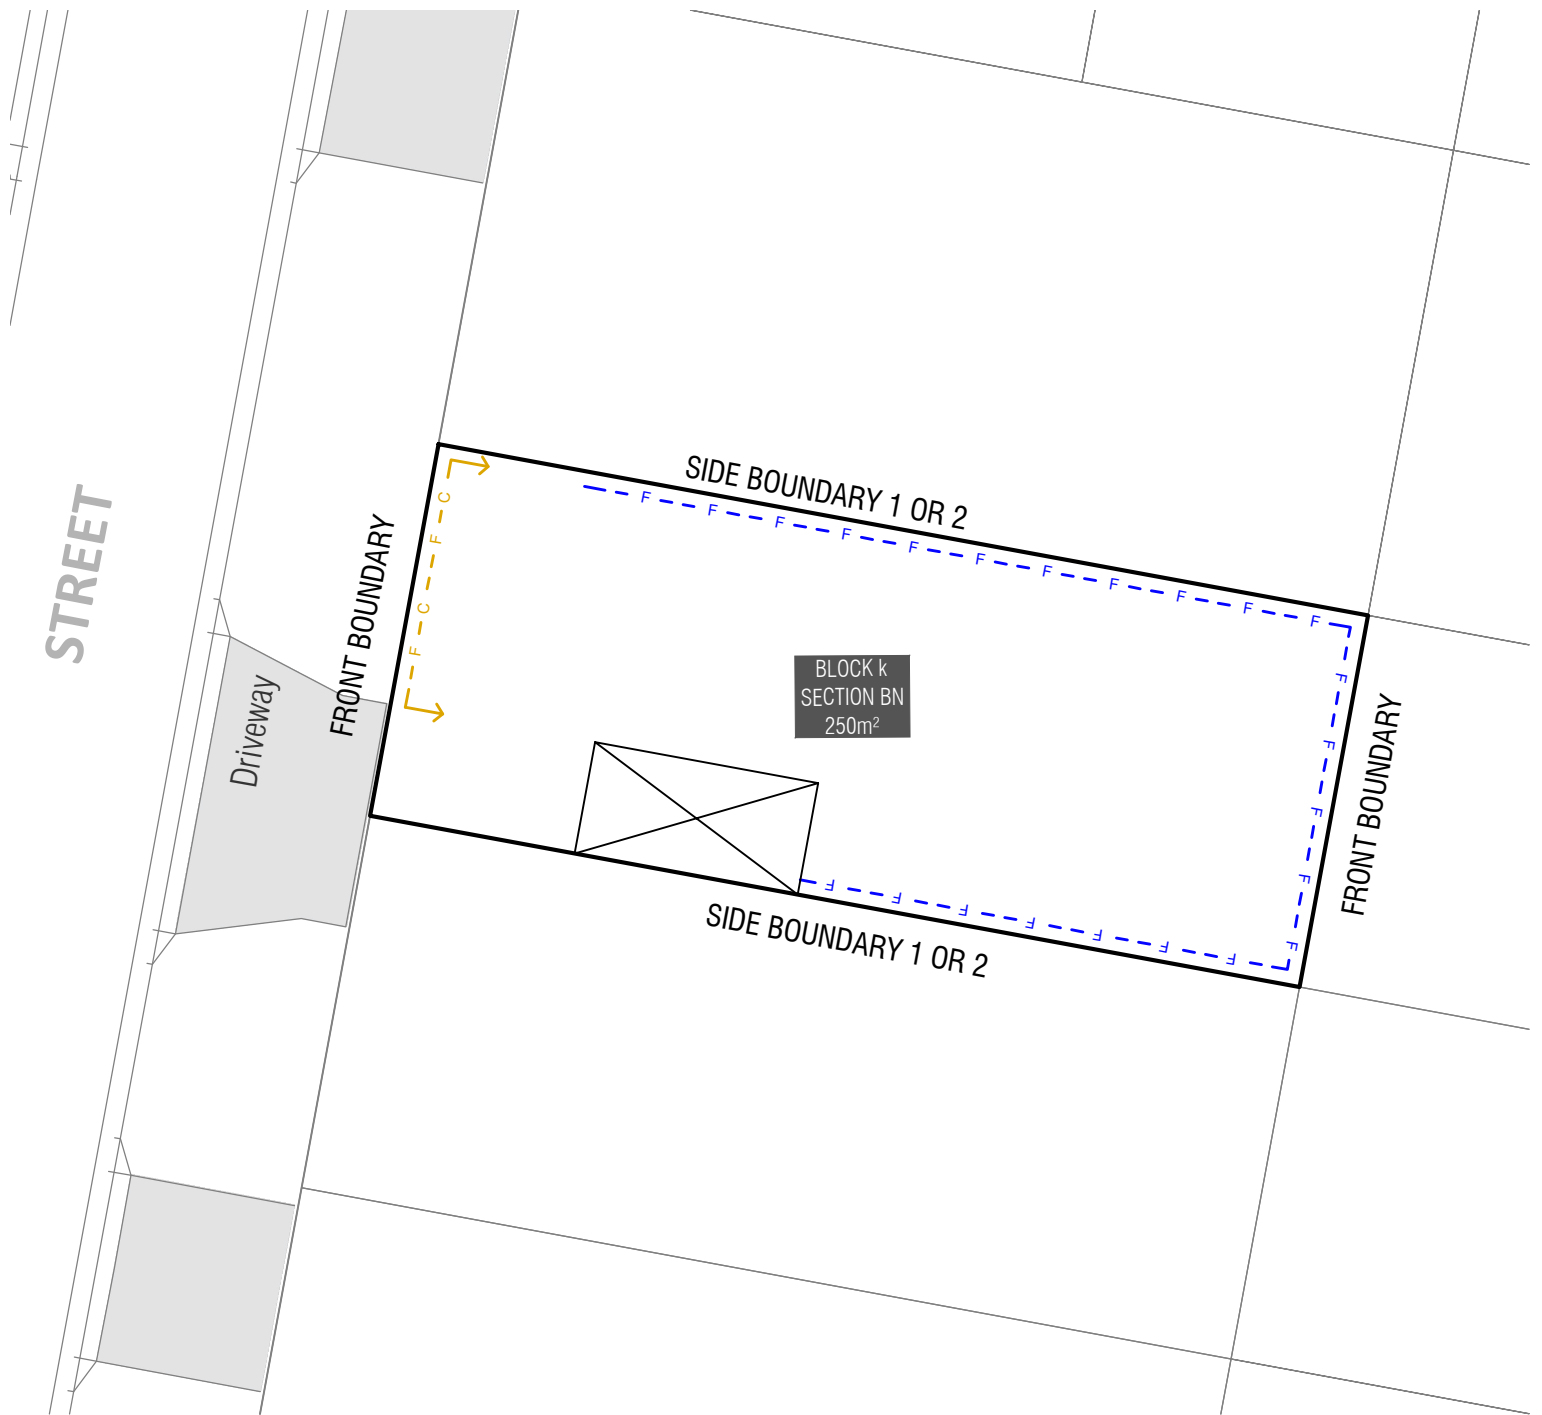 SIDE BOUNDARY 1 OR 2
F F F F F F F F F F F
STREET
FRONT BOUNDARY
C F C F
BLOCK k
SECTION BN
250m²
Driveway
F F F F F
FRONT BOUNDARY
F F F F F F F
SIDE BOUNDARY 1 OR 2